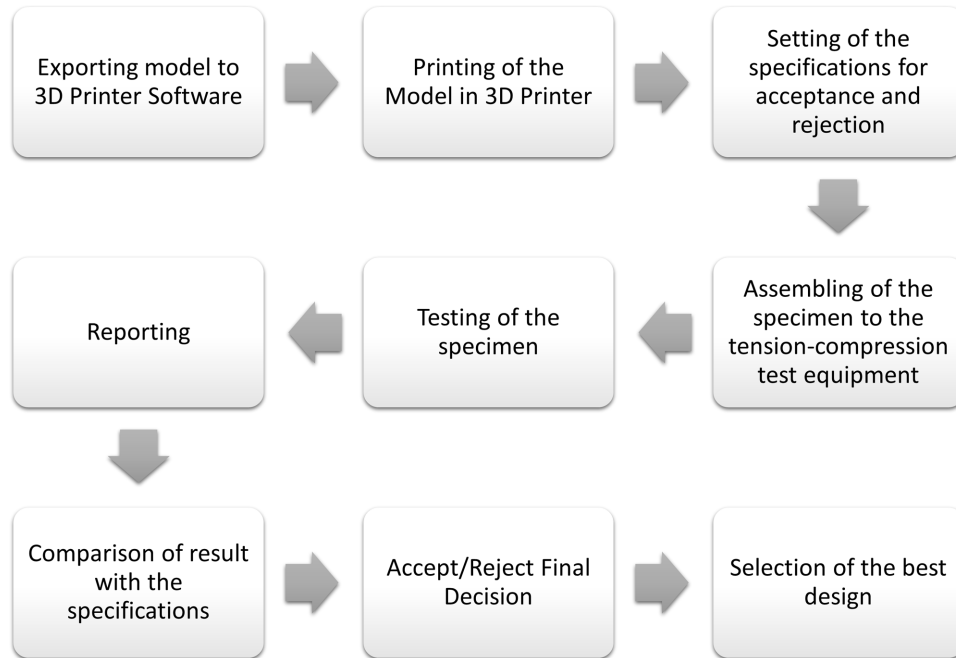 Exporting model to
3D Printer Software
Printing of the
Model in 3D Printer
Setting of the
specifications for
acceptance and
rejection
Assembling of the
specimen to the
tension-compression
test equipment
Testing of the
specimen
Reporting
Comparison of result
with the
specifications
Accept/Reject Final
Decision
Selection of the best
design